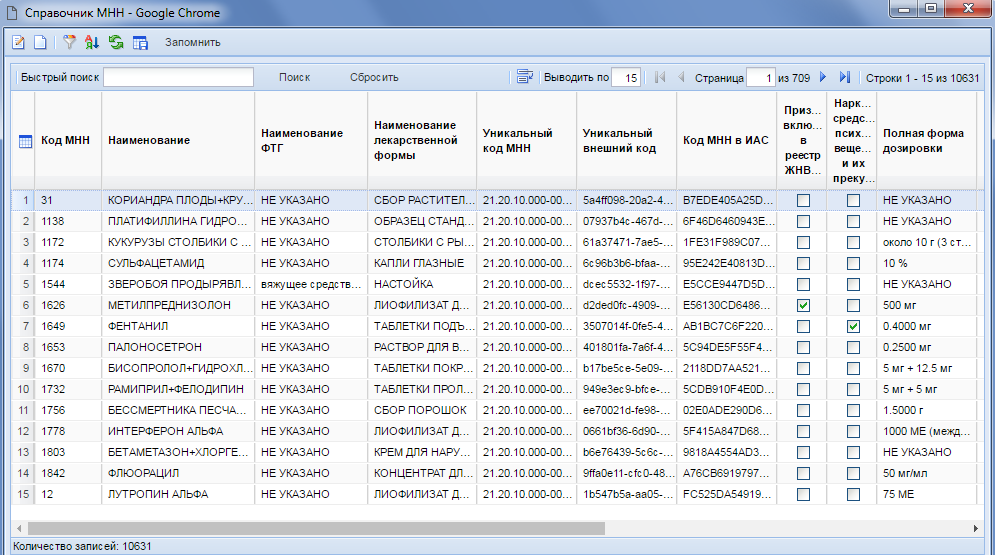 Справочник МНН - Google Chrome
Запомнить
Быстрый поиск Поиск Сбросить Выводить по 15 Страница 1 из 709 Строки 1 - 15 из 10631
Код МНН Наименование Наименование ФТГ Наименование лекарственной формы Уникальный код МНН Уникальный внешний код Код МНН в ИАС Приз... вклю... в реестр ЖНВ... Нарк... средс... псих... веще... и их преку... Полная форма дозировки
1 31 КОРИАНДРА ПЛОДЫ+КРУ... НЕ УКАЗАНО СБОР РАСТИТЕЛ... 21.20.10.000-00... 5a4ff098-20a2-4... B7EDE405A25D... НЕ УКАЗАНО
2 1138 ПЛАТИФИЛЛИНА ГИДРО... НЕ УКАЗАНО ОБРАЗЕЦ СТАНД... 21.20.10.000-00... 07937b4c-467d-... 6F46D6460943E... НЕ УКАЗАНО
3 1172 КУКУРУЗЫ СТОЛБИКИ С ... НЕ УКАЗАНО СТОЛБИКИ С РЫ... 21.20.10.000-00... 61a37471-7ae5-... 1FE31F989C07... около 10 г (3 ст...
4 1174 СУЛЬФАЦЕТАМИД НЕ УКАЗАНО КАПЛИ ГЛАЗНЫЕ 21.20.10.000-00... 6c96b3b6-bfaa-... 95E242E40813D... 10 %
5 1544 ЗВЕРОБОЯ ПРОДЫРЯВЛ... вяжущее средств... НАСТОЙКА 21.20.10.000-00... dcec5532-1f97-... E5CCE9447D5D... НЕ УКАЗАНО
6 1626 МЕТИЛПРЕДНИЗОЛОН НЕ УКАЗАНО ЛИОФИЛИЗАТ Д... 21.20.10.000-00... d2ded0fc-4909-... E56130CD6486... 500 мг
7 1649 ФЕНТАНИЛ НЕ УКАЗАНО ТАБЛЕТКИ ПОДЪ... 21.20.10.000-00... 3507014f-0fe5-4... AB1BC7C6F220... 0.4000 мг
8 1653 ПАЛОНОСЕТРОН НЕ УКАЗАНО РАСТВОР ДЛЯ В... 21.20.10.000-00... 401801fa-7a6f-4... 5C94DE5F55F4... 0.2500 мг
9 1670 БИСОПРОЛОЛ+ГИДРОХЛ... НЕ УКАЗАНО ТАБЛЕТКИ ПОКР... 21.20.10.000-00... b17be5ce-5e09-... 2118DD7AA521... 5 мг + 12.5 мг
10 1732 РАМИПРИЛ+ФЕЛОДИПИН НЕ УКАЗАНО ТАБЛЕТКИ ПРОЛ... 21.20.10.000-00... 949e3ec9-bfce-... 5CDB910F4E0D... 5 мг + 5 мг
11 1756 БЕССМЕРТНИКА ПЕСЧА... НЕ УКАЗАНО СБОР ПОРОШОК 21.20.10.000-00... ee70021d-fe98-... 02E0ADE290D6... 1.5000 г
12 1778 ИНТЕРФЕРОН АЛЬФА НЕ УКАЗАНО ЛИОФИЛИЗАТ Д... 21.20.10.000-00... 0661bf36-6d90-... 5F415A847D68... 1000 МЕ (межд...
13 1803 БЕТАМЕТАЗОН+ХЛОРГЕ... НЕ УКАЗАНО КРЕМ ДЛЯ НАРУ... 21.20.10.000-00... b6e76439-5c6c-... 9818A4554AD3... НЕ УКАЗАНО
14 1842 ФЛЮОРАЦИЛ НЕ УКАЗАНО КОНЦЕНТРАТ ДЛ... 21.20.10.000-00... 9ffa0e11-cfc0-48... A76CB6919797... 50 мг/мл
15 12 ЛУТРОПИН АЛЬФА НЕ УКАЗАНО ЛИОФИЛИЗАТ Д... 21.20.10.000-00... 1b547b5a-aa05-... FC525DA54919... 75 МЕ
Количество записей: 10631